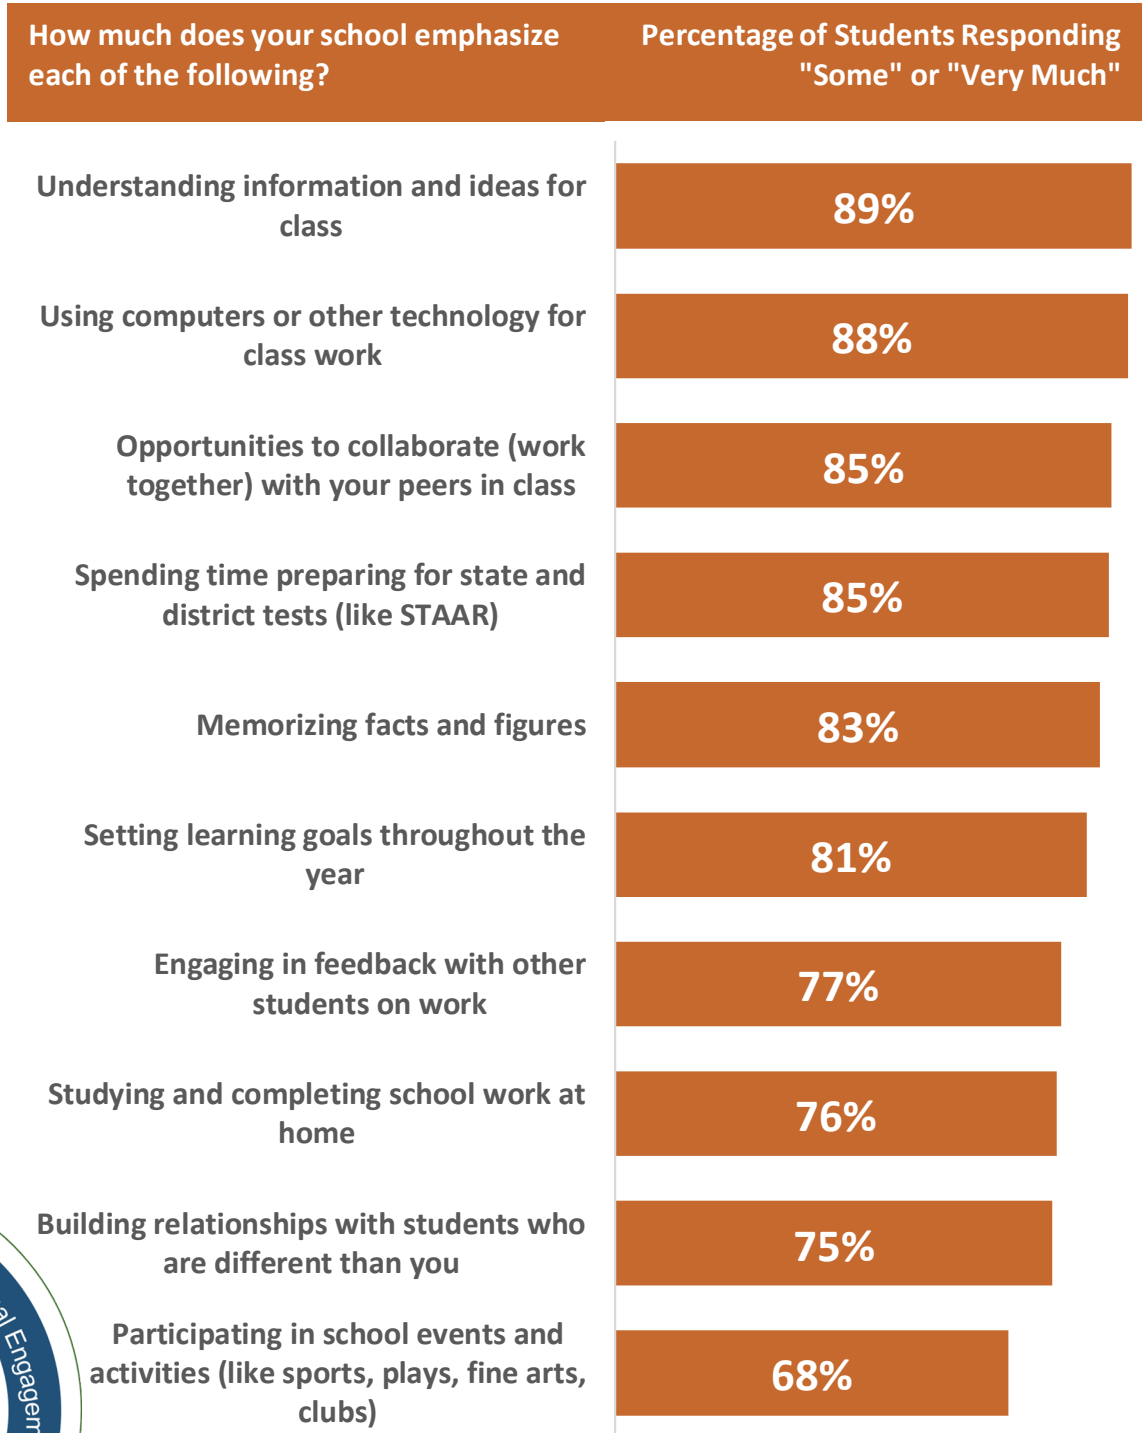 How much does your school emphasize
each of the following?
Percentage of Students Responding
"Some" or "Very Much"
Understanding information and ideas for
class
89%
Using computers or other technology for
class work
88%
Opportunities to collaborate (work
together) with your peers in class
85%
Spending time preparing for state and
district tests (like STAAR)
85%
Memorizing facts and figures
83%
Setting learning goals throughout the
year
81%
Engaging in feedback with other
students on work
77%
Studying and completing school work at
home
76%
Building relationships with students who
are different than you
75%
Participating in school events and
activities (like sports, plays, fine arts,
clubs)
68%